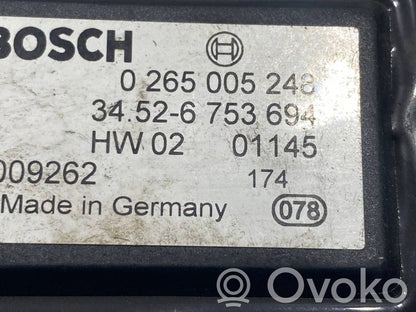 BOSCH
0 265 005 248
34.52-6 753 694
HW 02 01145
009262 174
Made in Germany 078
OVOKO